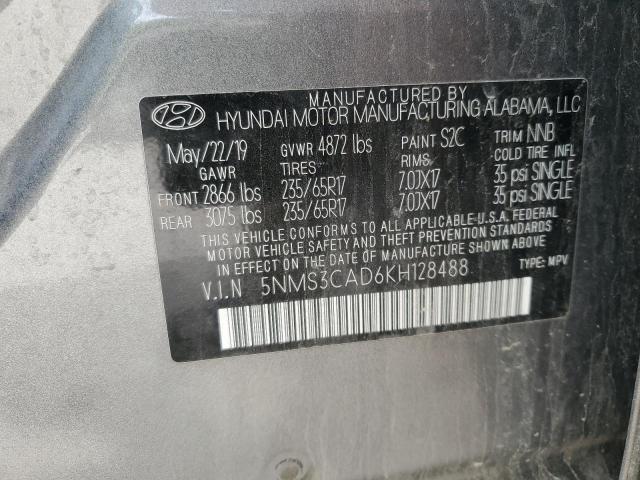 MANUFACTURED BY
HYUNDAI MOTOR MANUFACTURING ALABAMA, LLC
May/22/19 GVWR 4872 lbs PAINT S2C TRIM NNB
GAWR TIRES RIMS COLD TIRE INFL
FRONT 2866 lbs 235/65R17 7.0JX17 35 psi SINGLE
REAR 3075 lbs 235/65R17 7.0JX17 35 psi SINGLE
THIS VEHICLE CONFORMS TO ALL APPLICABLE-U.S.A. FEDERAL
MOTOR VEHICLE SAFETY AND THEFT PREVENTION STANDARDS
IN EFFECT ON THE DATE OF MANUFACTURE SHOWN ABOVE.
V.I.N 5NMS3CAD6KH128488 TYPE: MPV